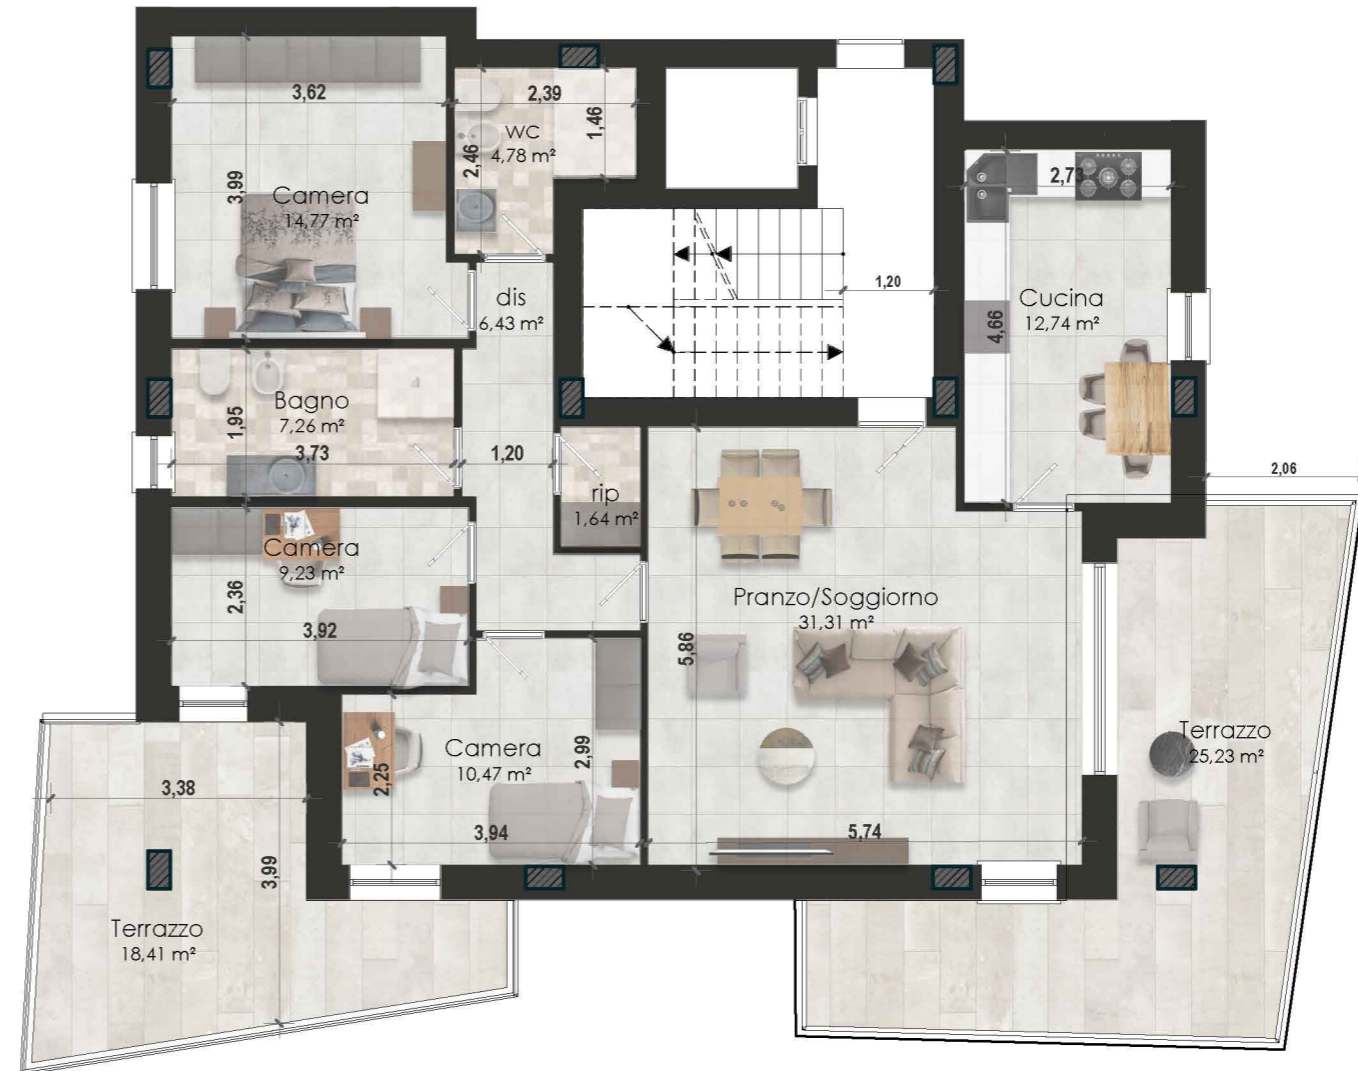 3,62
3,99
Camera
14,77 m²
2,39
1,46
2,46
WC
4,78 m²
dis
6,43 m²
1,20
2,73
4,66
Cucina
12,74 m²
Bagno
7,26 m²
1,95
3,73
1,20
rip
1,64 m²
2,06
Camera
9,23 m²
2,36
3,92
Pranzo/Soggiorno
31,31 m²
5,86
5,74
Camera
10,47 m²
2,25
2,99
3,94
Terrazzo
25,23 m²
3,38
3,99
Terrazzo
18,41 m²